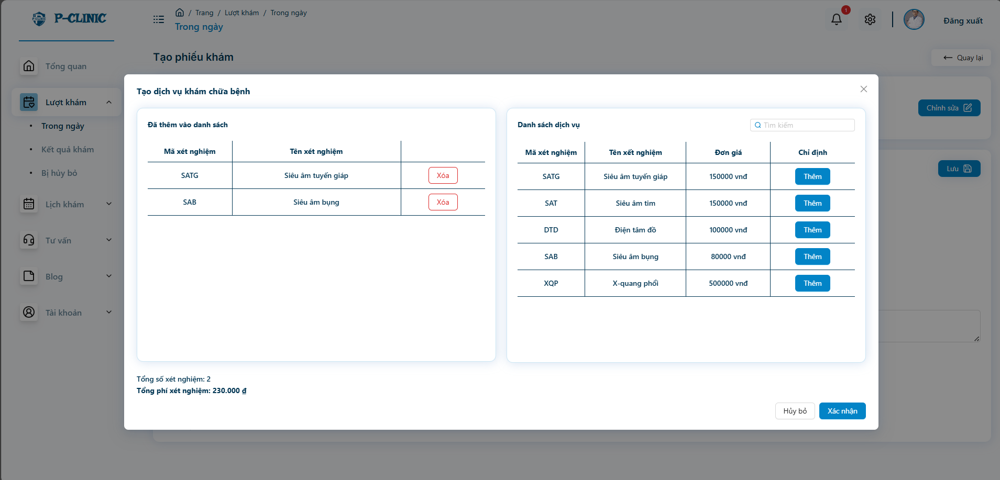 P-CLINIC
P-CLINIC
/ Trang / Lượt khám / Trong ngày
Trong ngày
1
Đăng xuất
Tổng quan
Lượt khám
• Trong ngày
• Kết quả khám
• Bị hủy bỏ
Lịch khám
Tư vấn
Blog
Tài khoản
Tạo phiếu khám
Quay lại
Chỉnh sửa
Lưu
Tạo dịch vụ khám chữa bệnh
Đã thêm vào danh sách
Mã xét nghiệm Tên xét nghiệm
SATG Siêu âm tuyến giáp Xóa
SAB Siêu âm bụng Xóa
Danh sách dịch vụ
Tìm kiếm
Mã xét nghiệm Tên xết nghiệm Đơn giá Chỉ định
SATG Siêu âm tuyến giáp 150000 vnđ Thêm
SAT Siêu âm tim 150000 vnđ Thêm
DTD Điện tâm đồ 100000 vnđ Thêm
SAB Siêu âm bụng 80000 vnđ Thêm
XQP X-quang phổi 500000 vnđ Thêm
Tổng số xét nghiệm: 2
Tổng phí xét nghiệm: 230.000 ₫
Hủy bỏ
Xác nhận